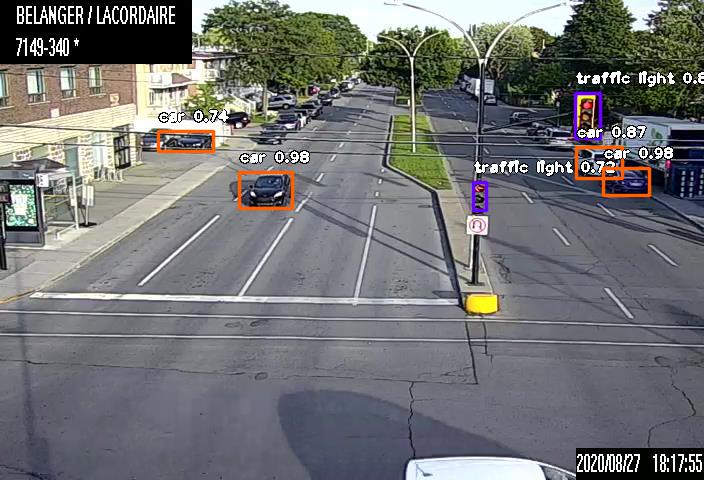 BELANGER / LACORDAIRE
7149-340 *
traffic light 0.8
car 0.74
car 0.87
car 0.98
car 0.98
traffic light 0.72
2020/08/27 18:17:55